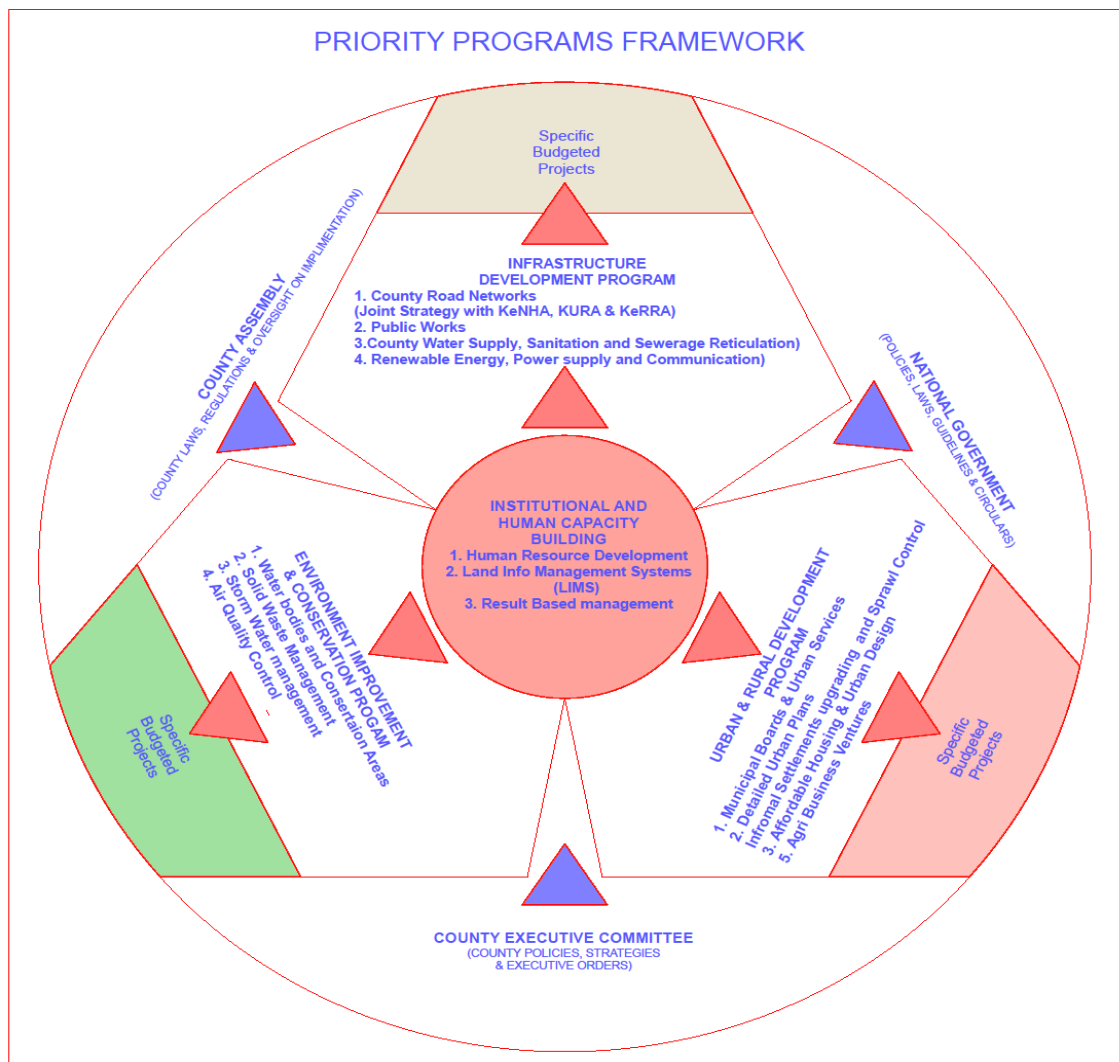 PRIORITY PROGRAMS FRAMEWORK
Specific
Budgeted
Projects
INFRASTRUCTURE
DEVELOPMENT PROGRAM
1. County Road Networks
(Joint Strategy with KeNHA, KURA & KeRRA)
2. Public Works
3.County Water Supply, Sanitation and Sewerage Reticulation)
4. Renewable Energy, Power supply and Communication)
COUNTY ASSEMBLY
(COUNTY LAWS, REGULATIONS & OVERSIGHT ON IMPLIMENTATION)
NATIONAL GOVERNMENT
(POLICIES, LAWS, GUIDELINES & CIRCULARS)
INSTITUTIONAL AND
HUMAN CAPACITY
BUILDING
1. Human Resource Development
2. Land Info Management Systems
(LIMS)
3. Result Based management
ENVIRONMENT IMPROVEMENT
& CONSERVATION PROGAM
1. Water bodies and Consertaion Areas
2. Solid Waste Management
3. Storm Water management
4. Air Quality Control
Specific
Budgeted
Projects
URBAN & RURAL DEVELOPMENT
PROGRAM
1. Municipal Boards & Urban Services
2. Detailed Urban Plans
Infromal Settlements upgrading and Sprawl Control
3. Affordable Housing & Urban Design
5. Agri Business Ventures
Specific
Budgeted
Projects
COUNTY EXECUTIVE COMMITTEE
(COUNTY POLICIES, STRATEGIES
& EXECUTIVE ORDERS)